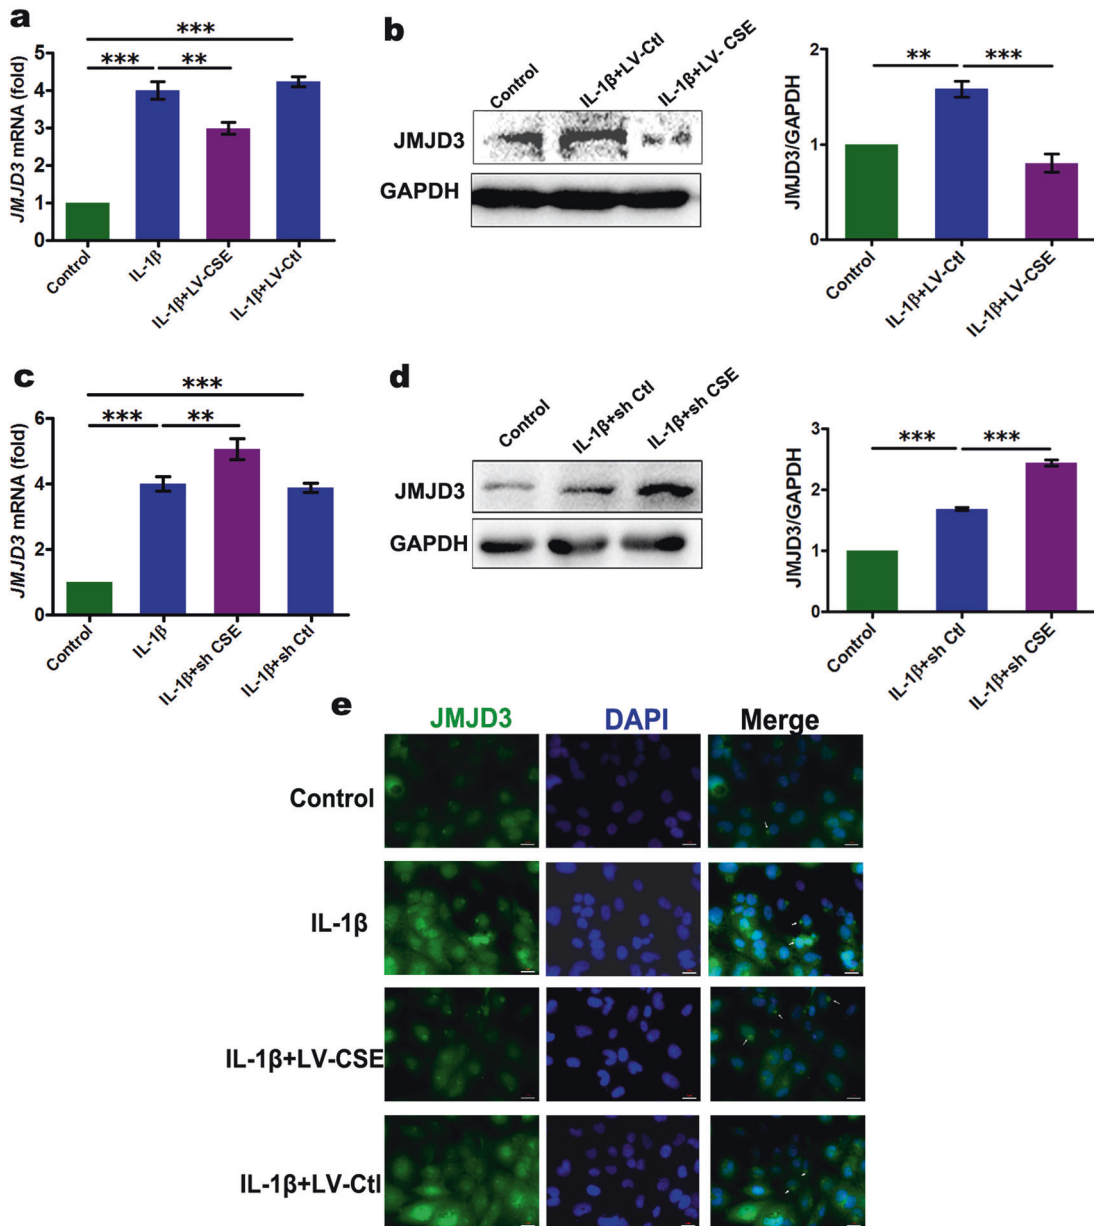 a
***
*** **
JMJD3 mRNA (fold)
5
4
3
2
1
0
Control
IL-1β
IL-1β+LV-CSE
IL-1β+LV-Ctl
b
Control
IL-1β+LV-Ctl
IL-1β+LV- CSE
JMJD3
GAPDH
** ***
JMJD3/GAPDH
2
1
0
Control
IL-1β+LV-Ctl
IL-1β+LV-CSE
c
***
*** **
JMJD3 mRNA (fold)
6
4
2
0
Control
IL-1β
IL-1β+sh CSE
IL-1β+sh Ctl
d
Control
IL-1β+sh Ctl
IL-1β+sh CSE
JMJD3
GAPDH
*** ***
JMJD3/GAPDH
3
2
1
0
Control
IL-1β+sh Ctl
IL-1β+sh CSE
e
JMJD3 DAPI Merge
Control
IL-1β
IL-1β+LV-CSE
IL-1β+LV-Ctl